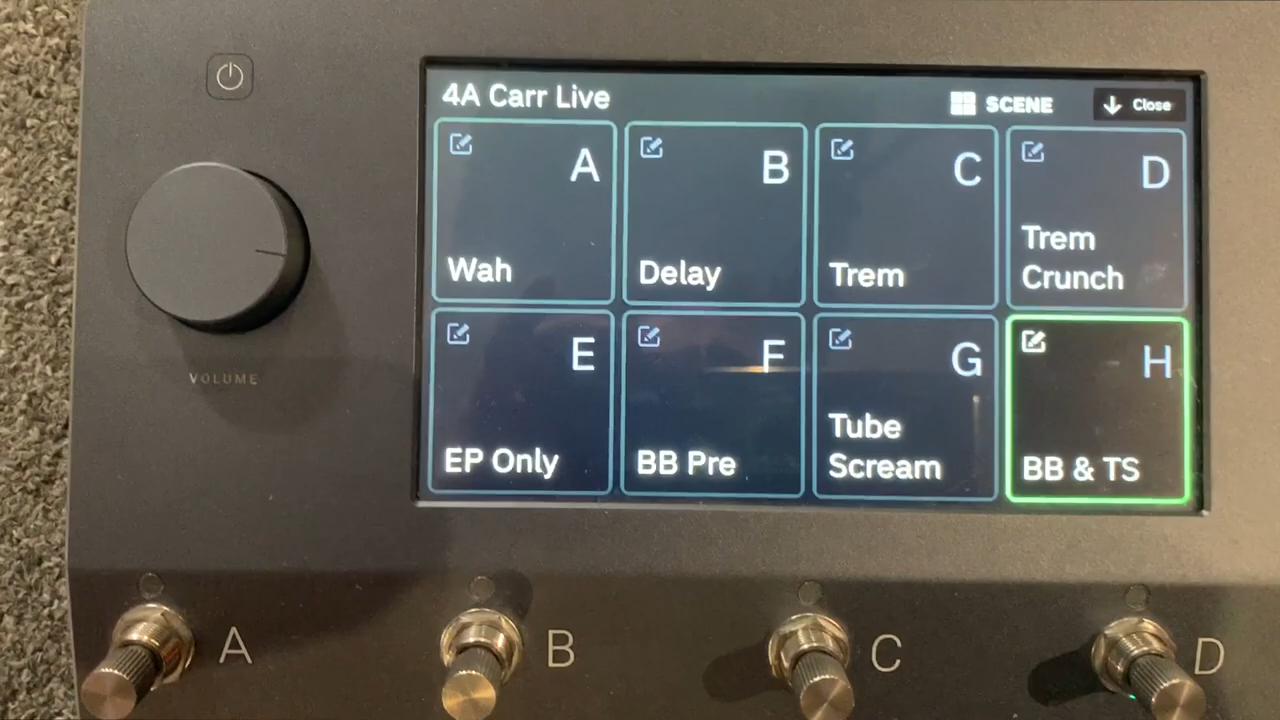 4A Carr Live
SCENE
Close
A
Wah
B
Delay
C
Trem
D
Trem
Crunch
E
EP Only
F
BB Pre
G
Tube
Scream
H
BB & TS
VOLUME
A
B
C
D